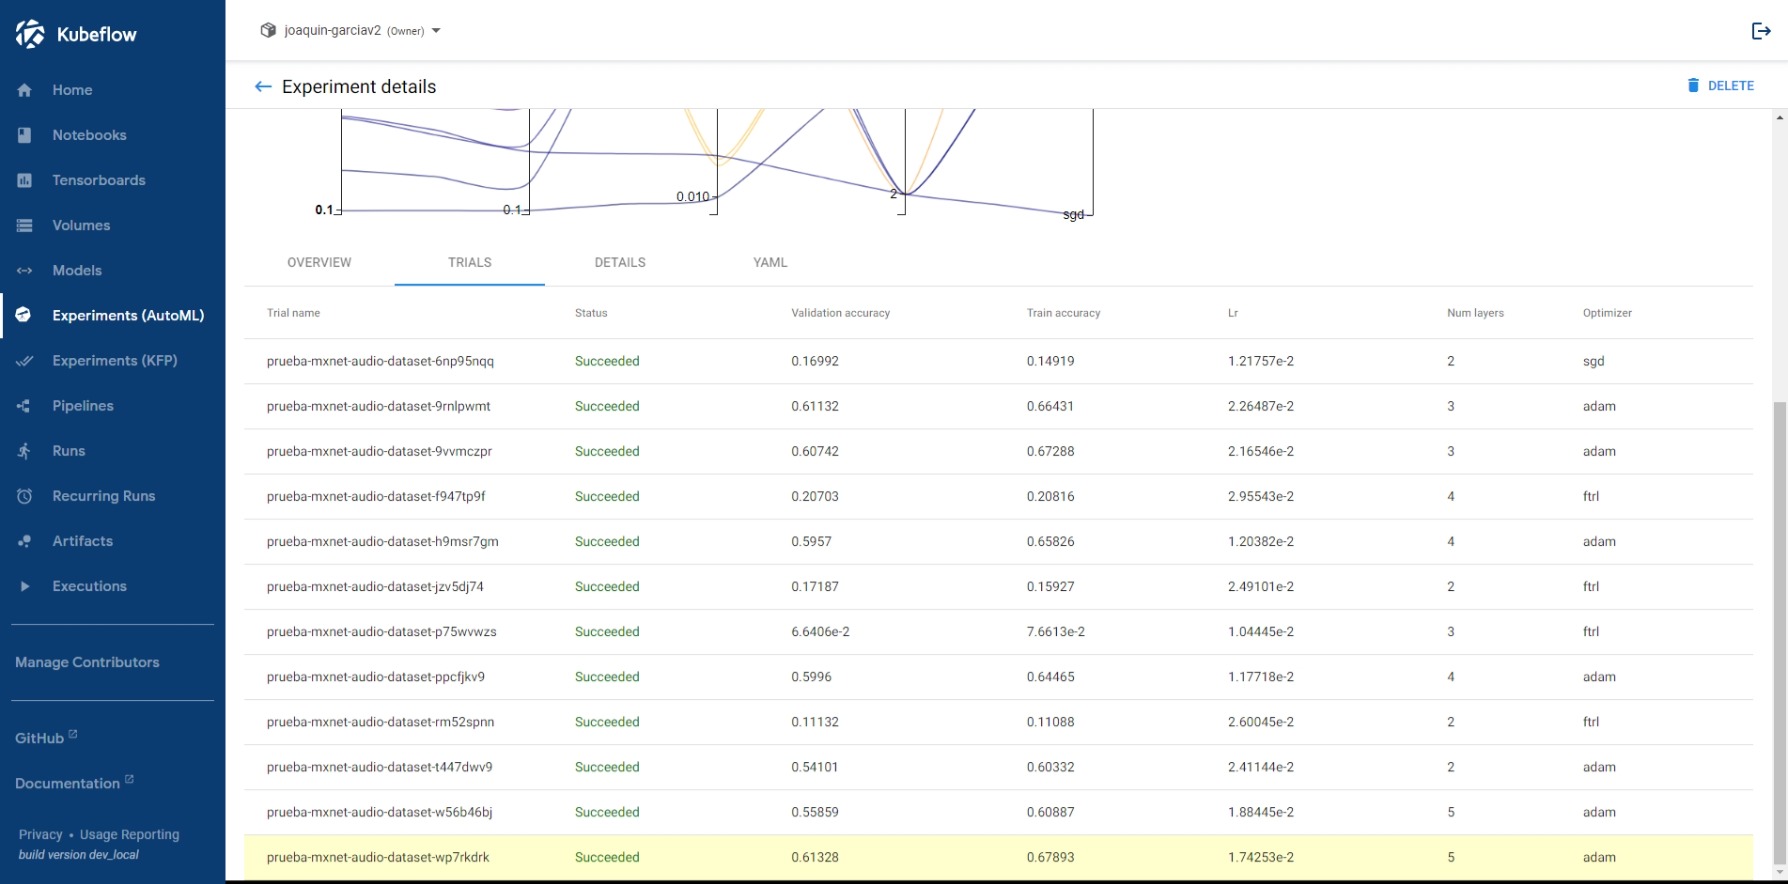 Kubeflow
joaquin-garciav2 (Owner)
Home
Notebooks
Tensorboards
Volumes
Models
Experiments (AutoML)
Experiments (KFP)
Pipelines
Runs
Recurring Runs
Artifacts
Executions
Manage Contributors
GitHub
Documentation
Privacy • Usage Reporting
build version dev_local
Experiment details
DELETE
0.1
0.1
0.010
2
sgd
OVERVIEW TRIALS DETAILS YAML
Trial name Status Validation accuracy Train accuracy Lr Num layers Optimizer
prueba-mxnet-audio-dataset-6np95nqq Succeeded 0.16992 0.14919 1.21757e-2 2 sgd
prueba-mxnet-audio-dataset-9rnlpwmt Succeeded 0.61132 0.66431 2.26487e-2 3 adam
prueba-mxnet-audio-dataset-9vvmczpr Succeeded 0.60742 0.67288 2.16546e-2 3 adam
prueba-mxnet-audio-dataset-f947tp9f Succeeded 0.20703 0.20816 2.95543e-2 4 ftrl
prueba-mxnet-audio-dataset-h9msr7gm Succeeded 0.5957 0.65826 1.20382e-2 4 adam
prueba-mxnet-audio-dataset-jzv5dj74 Succeeded 0.17187 0.15927 2.49101e-2 2 ftrl
prueba-mxnet-audio-dataset-p75wvwzs Succeeded 6.6406e-2 7.6613e-2 1.04445e-2 3 ftrl
prueba-mxnet-audio-dataset-ppcfjkv9 Succeeded 0.5996 0.64465 1.17718e-2 4 adam
prueba-mxnet-audio-dataset-rm52spnn Succeeded 0.11132 0.11088 2.60045e-2 2 ftrl
prueba-mxnet-audio-dataset-t447dwv9 Succeeded 0.54101 0.60332 2.41144e-2 2 adam
prueba-mxnet-audio-dataset-w56b46bj Succeeded 0.55859 0.60887 1.88445e-2 5 adam
prueba-mxnet-audio-dataset-wp7rkdrk Succeeded 0.61328 0.67893 1.74253e-2 5 adam